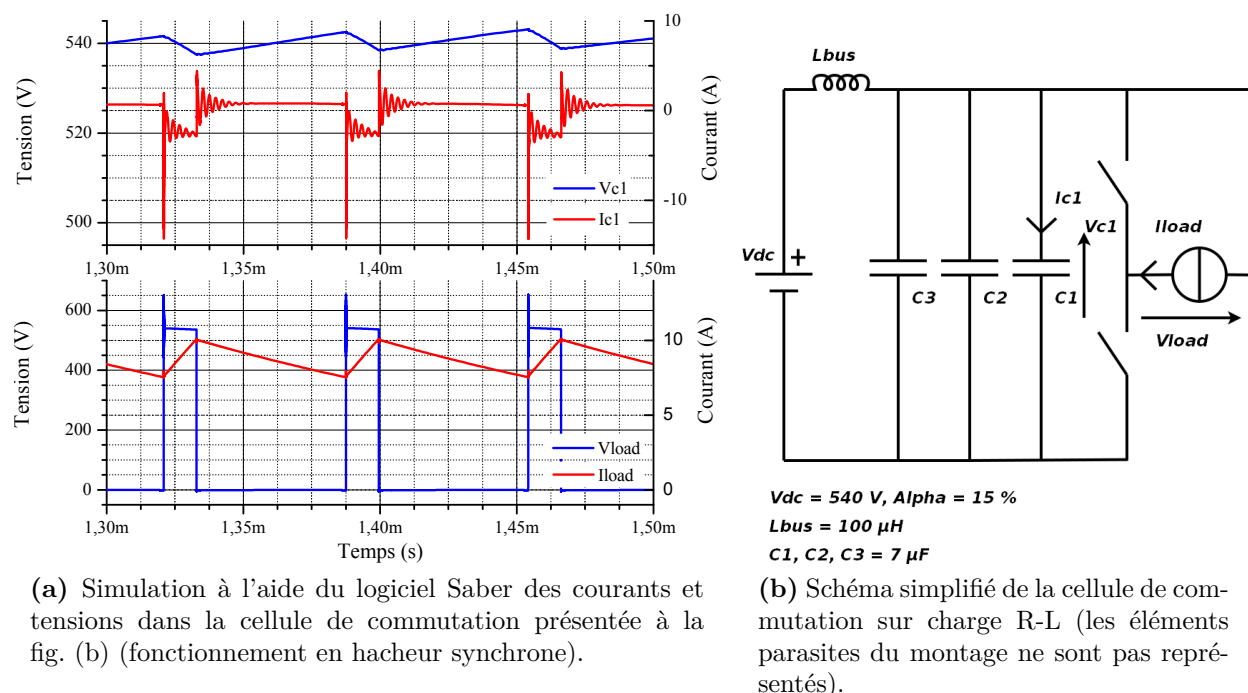 540
520
500
Tension (V)
10
0
-10
Courant (A)
Vc1
Ic1
1,30m 1,35m 1,40m 1,45m 1,50m
600
400
200
0
Tension (V)
10
5
0
Courant (A)
Vload
Iload
1,30m 1,35m 1,40m 1,45m 1,50m
Temps (s)
(a) Simulation à l'aide du logiciel Saber des courants et
tensions dans la cellule de commutation présentée à la
fig. (b) (fonctionnement en hacheur synchrone).
Lbus
Ic1
Vc1
Iload
Vdc
+
C3
C2
C1
Vload
Vdc = 540 V, Alpha = 15 %
Lbus = 100 µH
C1, C2, C3 = 7 µF
(b) Schéma simplifié de la cellule de com-
mutation sur charge R-L (les éléments
parasites du montage ne sont pas repré-
sentés).